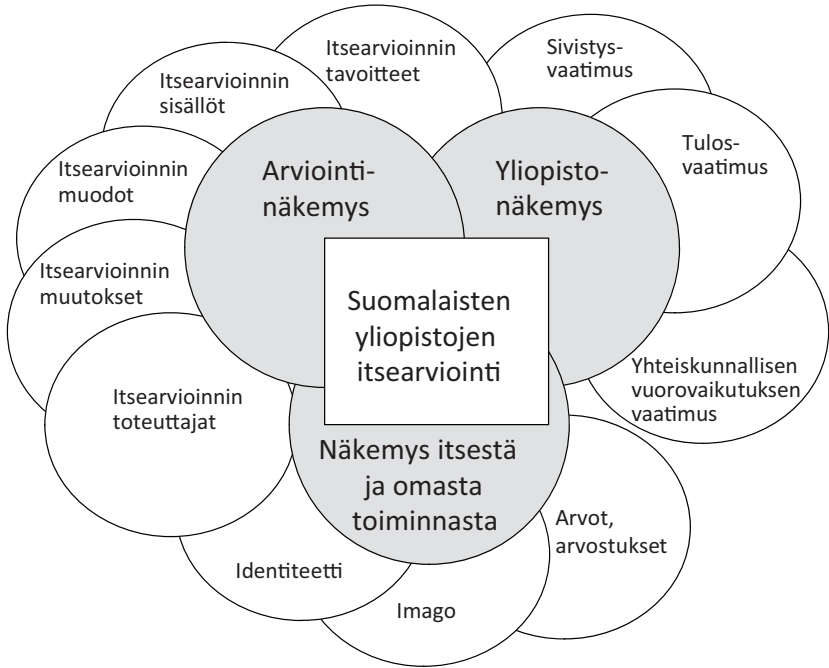 Itsearvioinnin
tavoitteet
Sivistys-
vaatimus
Itsearvioinnin
sisällöt
Tulos-
vaatimus
Itsearvioinnin
muodot
Arviointi-
näkemys
Yliopisto-
näkemys
Itsearvioinnin
muutokset
Suomalaisten
yliopistojen
itsearviointi
Itsearvioinnin
toteuttajat
Yhteiskunnallisen
vuorovaikutuksen
vaatimus
Näkemys itsestä
ja omasta
toiminnasta
Arvot,
arvostukset
Identiteetti
Imago